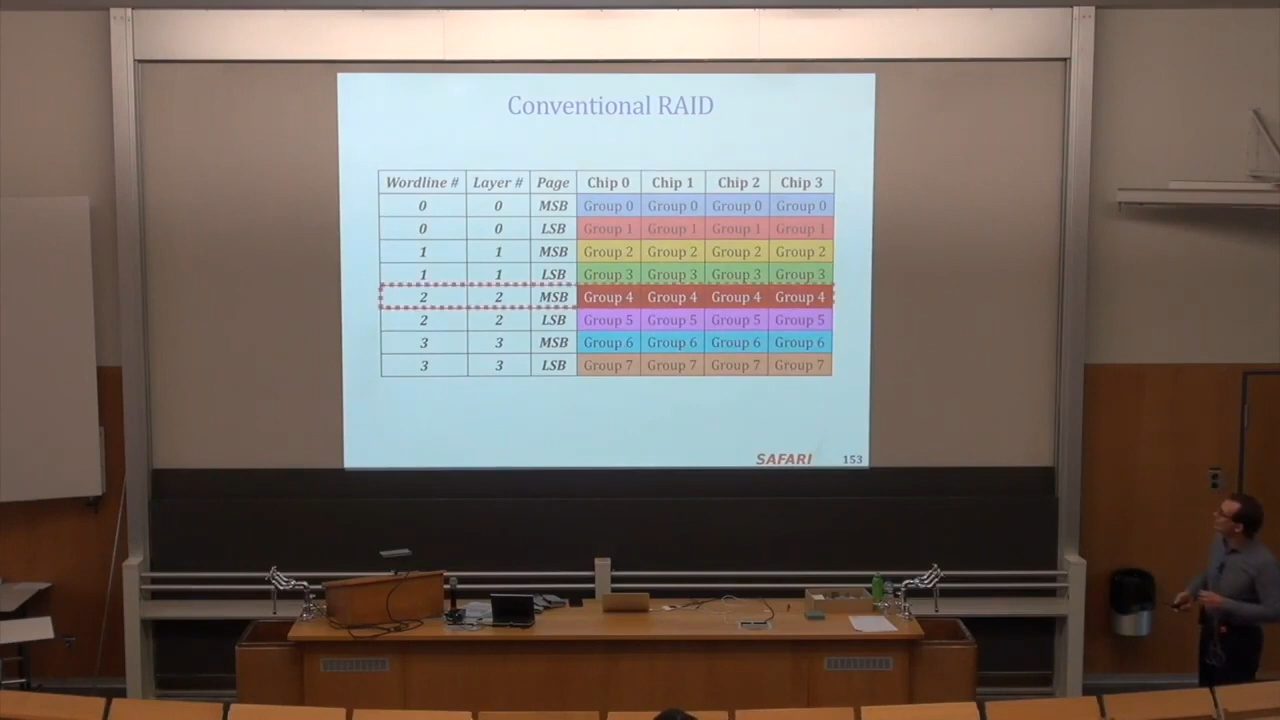 Conventional RAID
Wordline # Layer # Page Chip 0 Chip 1 Chip 2 Chip 3
0 0 MSB Group 0 Group 0 Group 0 Group 0
0 0 LSB Group 1 Group 1 Group 1 Group 1
1 1 MSB Group 2 Group 2 Group 2 Group 2
1 1 LSB Group 3 Group 3 Group 3 Group 3
2 2 MSB Group 4 Group 4 Group 4 Group 4
2 2 LSB Group 5 Group 5 Group 5 Group 5
3 3 MSB Group 6 Group 6 Group 6 Group 6
3 3 LSB Group 7 Group 7 Group 7 Group 7
SAFARI 153